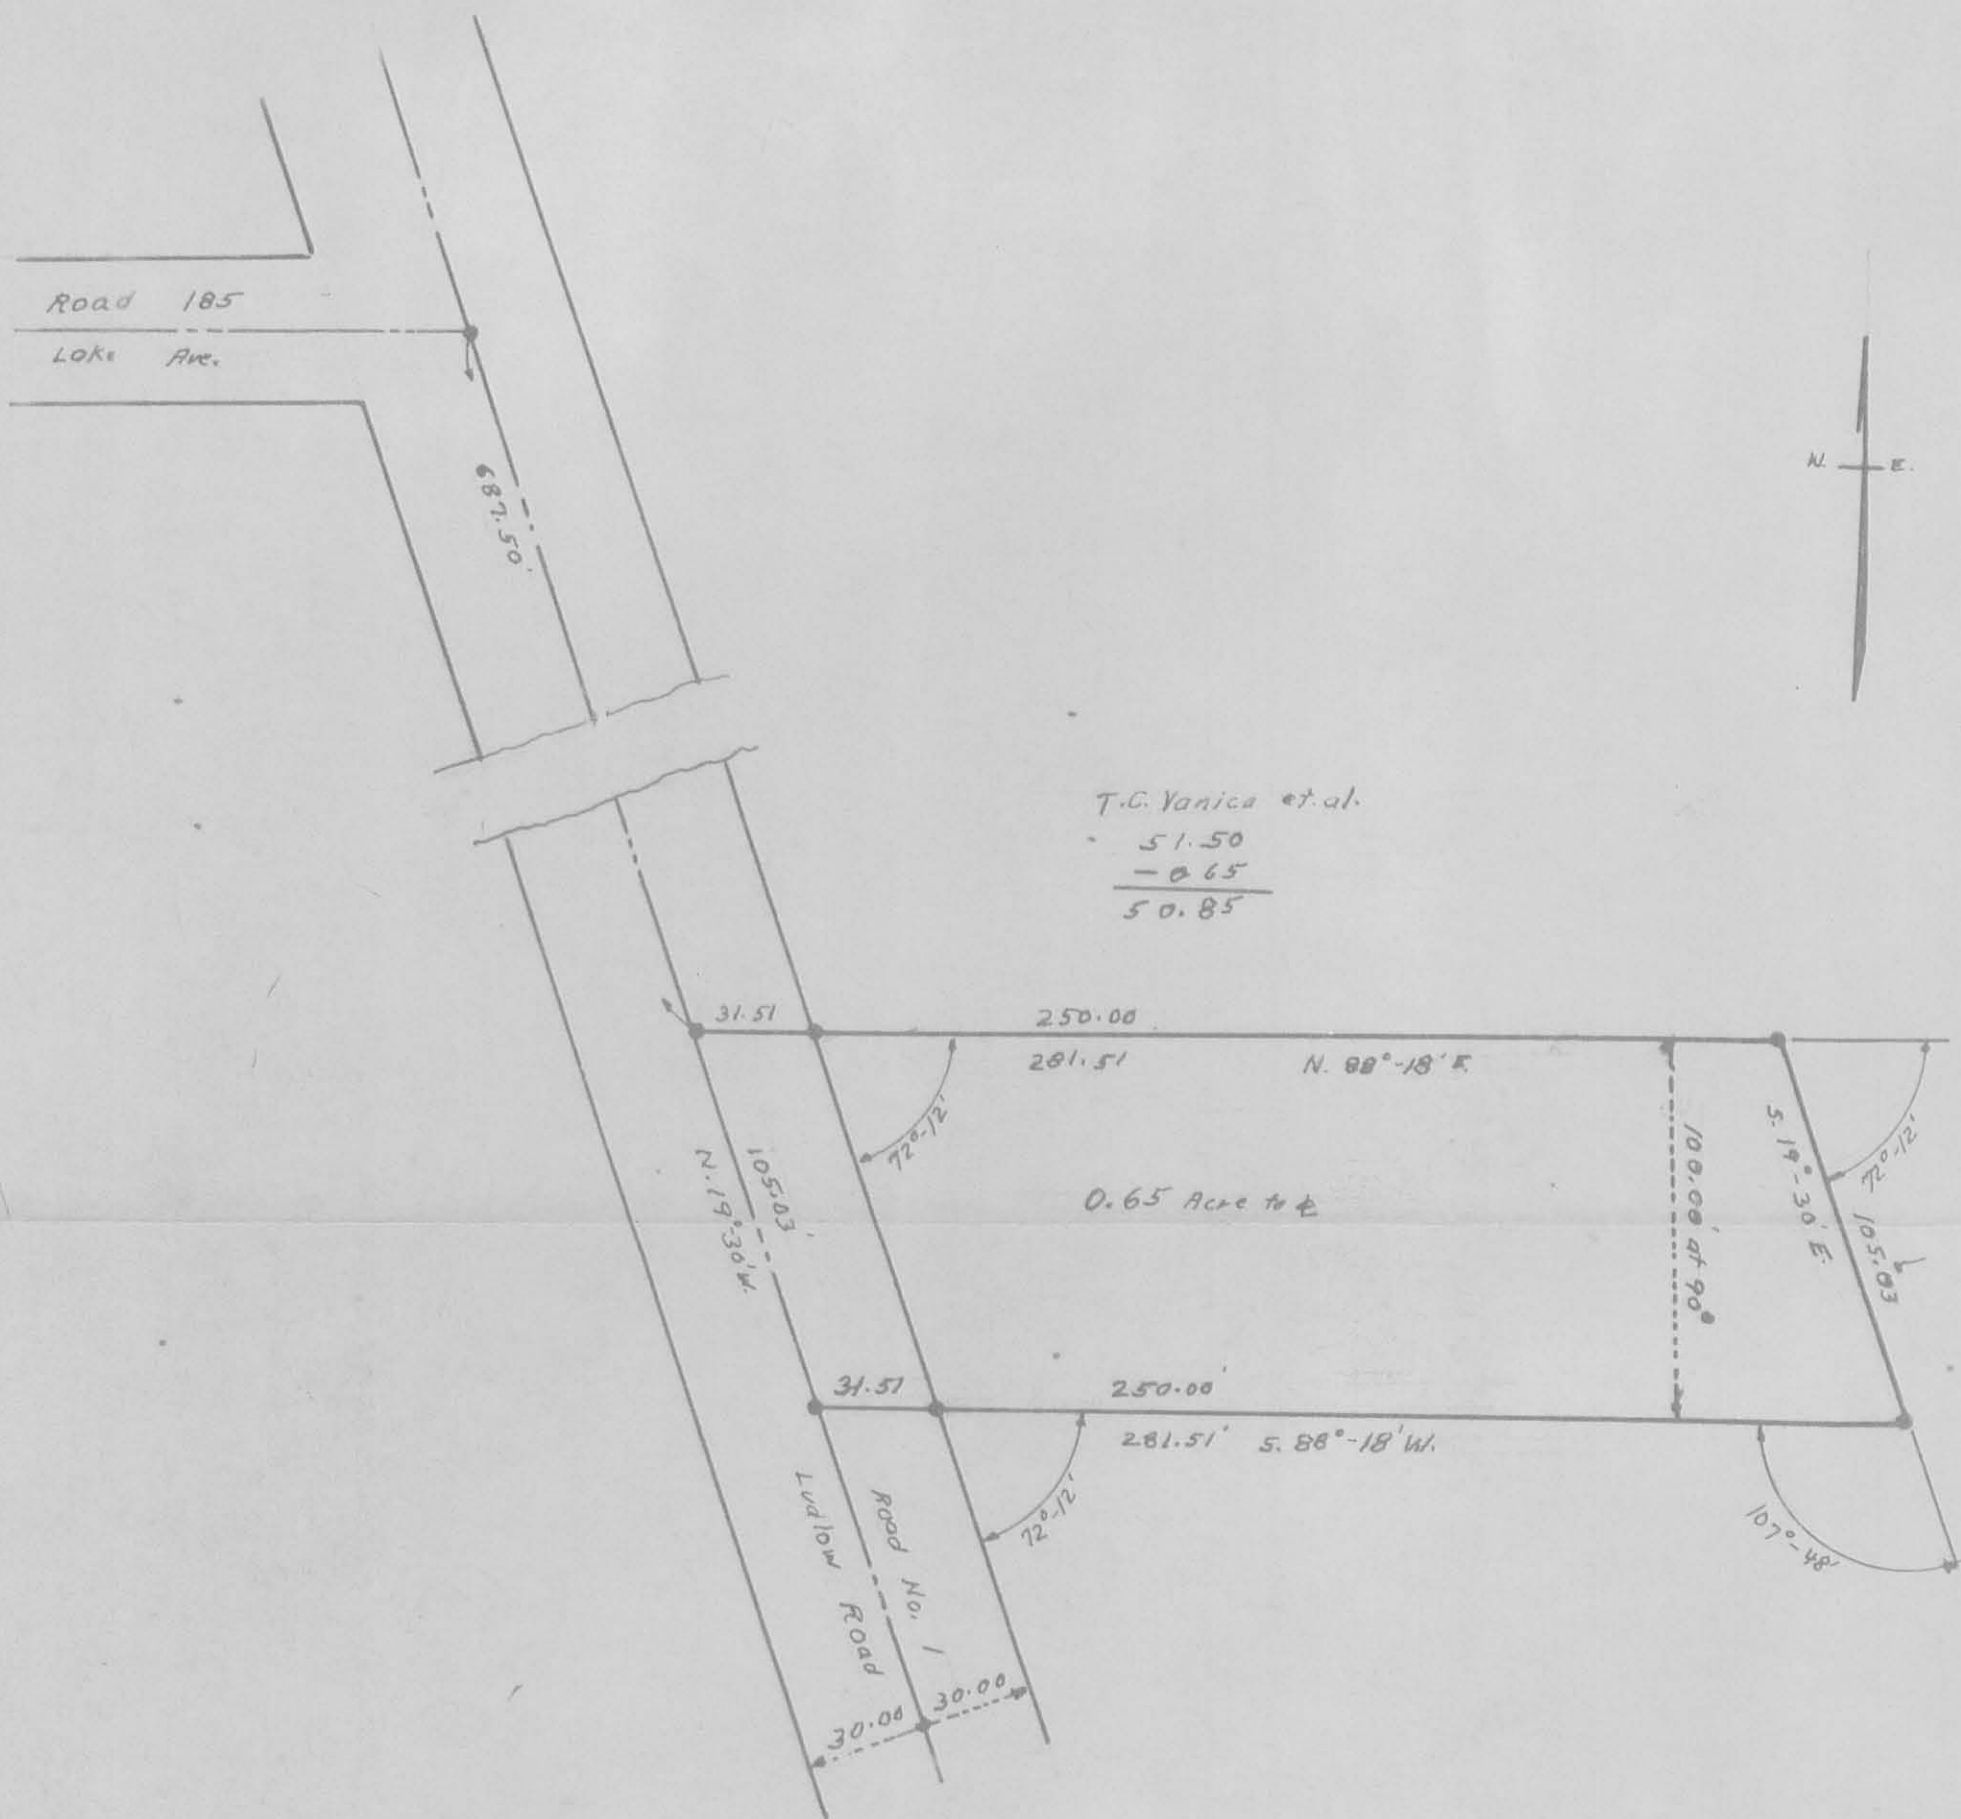 Road 185
Lake Ave.
687.50'
W. E.
T.C. Yanica et. al.
51.50
- 0.65
50.85
31.51
250.00
281.51
N. 88°-18' E.
72°-12'
72°-12'
S. 19°-30' E.
105.03
100.00' at 90°
105.03'
N. 19°-30' W.
0.65 Acre to ℄
31.51
250.00'
281.51' S. 88°-18' W.
72°-12'
107°-48'
Road No. 1
Ludlow Road
30.00
30.00